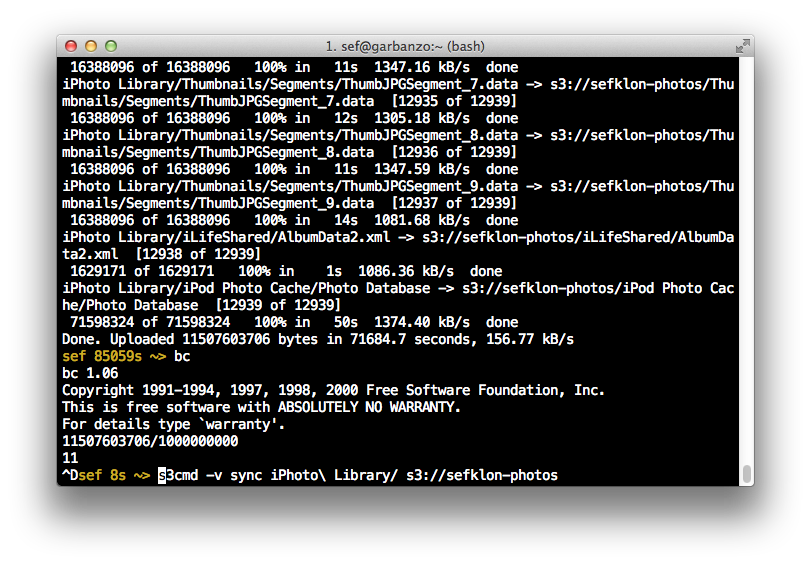 1. sef@garbanzo:~ (bash)
16388096 of 16388096   100% in   11s  1347.16 kB/s  done
iPhoto Library/Thumbnails/Segments/ThumbJPGSegment_7.data -> s3://sefklon-photos/Thu
mbnails/Segments/ThumbJPGSegment_7.data  [12935 of 12939]
16388096 of 16388096   100% in   12s  1305.18 kB/s  done
iPhoto Library/Thumbnails/Segments/ThumbJPGSegment_8.data -> s3://sefklon-photos/Thu
mbnails/Segments/ThumbJPGSegment_8.data  [12936 of 12939]
16388096 of 16388096   100% in   11s  1347.59 kB/s  done
iPhoto Library/Thumbnails/Segments/ThumbJPGSegment_9.data -> s3://sefklon-photos/Thu
mbnails/Segments/ThumbJPGSegment_9.data  [12937 of 12939]
16388096 of 16388096   100% in   14s  1081.68 kB/s  done
iPhoto Library/iLifeShared/AlbumData2.xml -> s3://sefklon-photos/iLifeShared/AlbumDa
ta2.xml  [12938 of 12939]
1629171 of 1629171   100% in    1s  1086.36 kB/s  done
iPhoto Library/iPod Photo Cache/Photo Database -> s3://sefklon-photos/iPod Photo Cac
he/Photo Database  [12939 of 12939]
71598324 of 71598324   100% in   50s  1374.40 kB/s  done
Done. Uploaded 11507603706 bytes in 71684.7 seconds, 156.77 kB/s
sef 85059s ~> bc
bc 1.06
Copyright 1991-1994, 1997, 1998, 2000 Free Software Foundation, Inc.
This is free software with ABSOLUTELY NO WARRANTY.
For details type `warranty'.
11507603706/1000000000
11
^Dsef 8s ~> s3cmd -v sync iPhoto\ Library/ s3://sefklon-photos